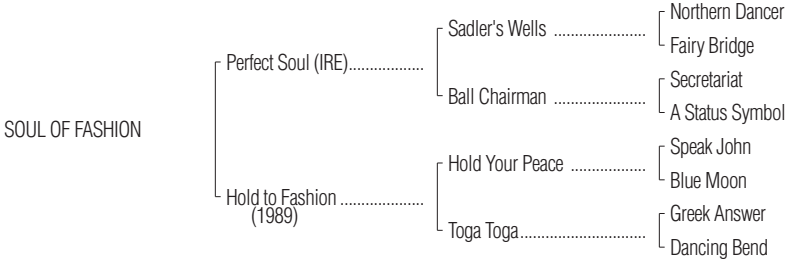 Northern Dancer
Sadler's Wells ......................
Fairy Bridge
Perfect Soul (IRE)..................
Secretariat
Ball Chairman ......................
A Status Symbol
SOUL OF FASHION
Speak John
Hold Your Peace ..................
Blue Moon
Hold to Fashion ....................
(1989)
Greek Answer
Toga Toga..............................
Dancing Bend